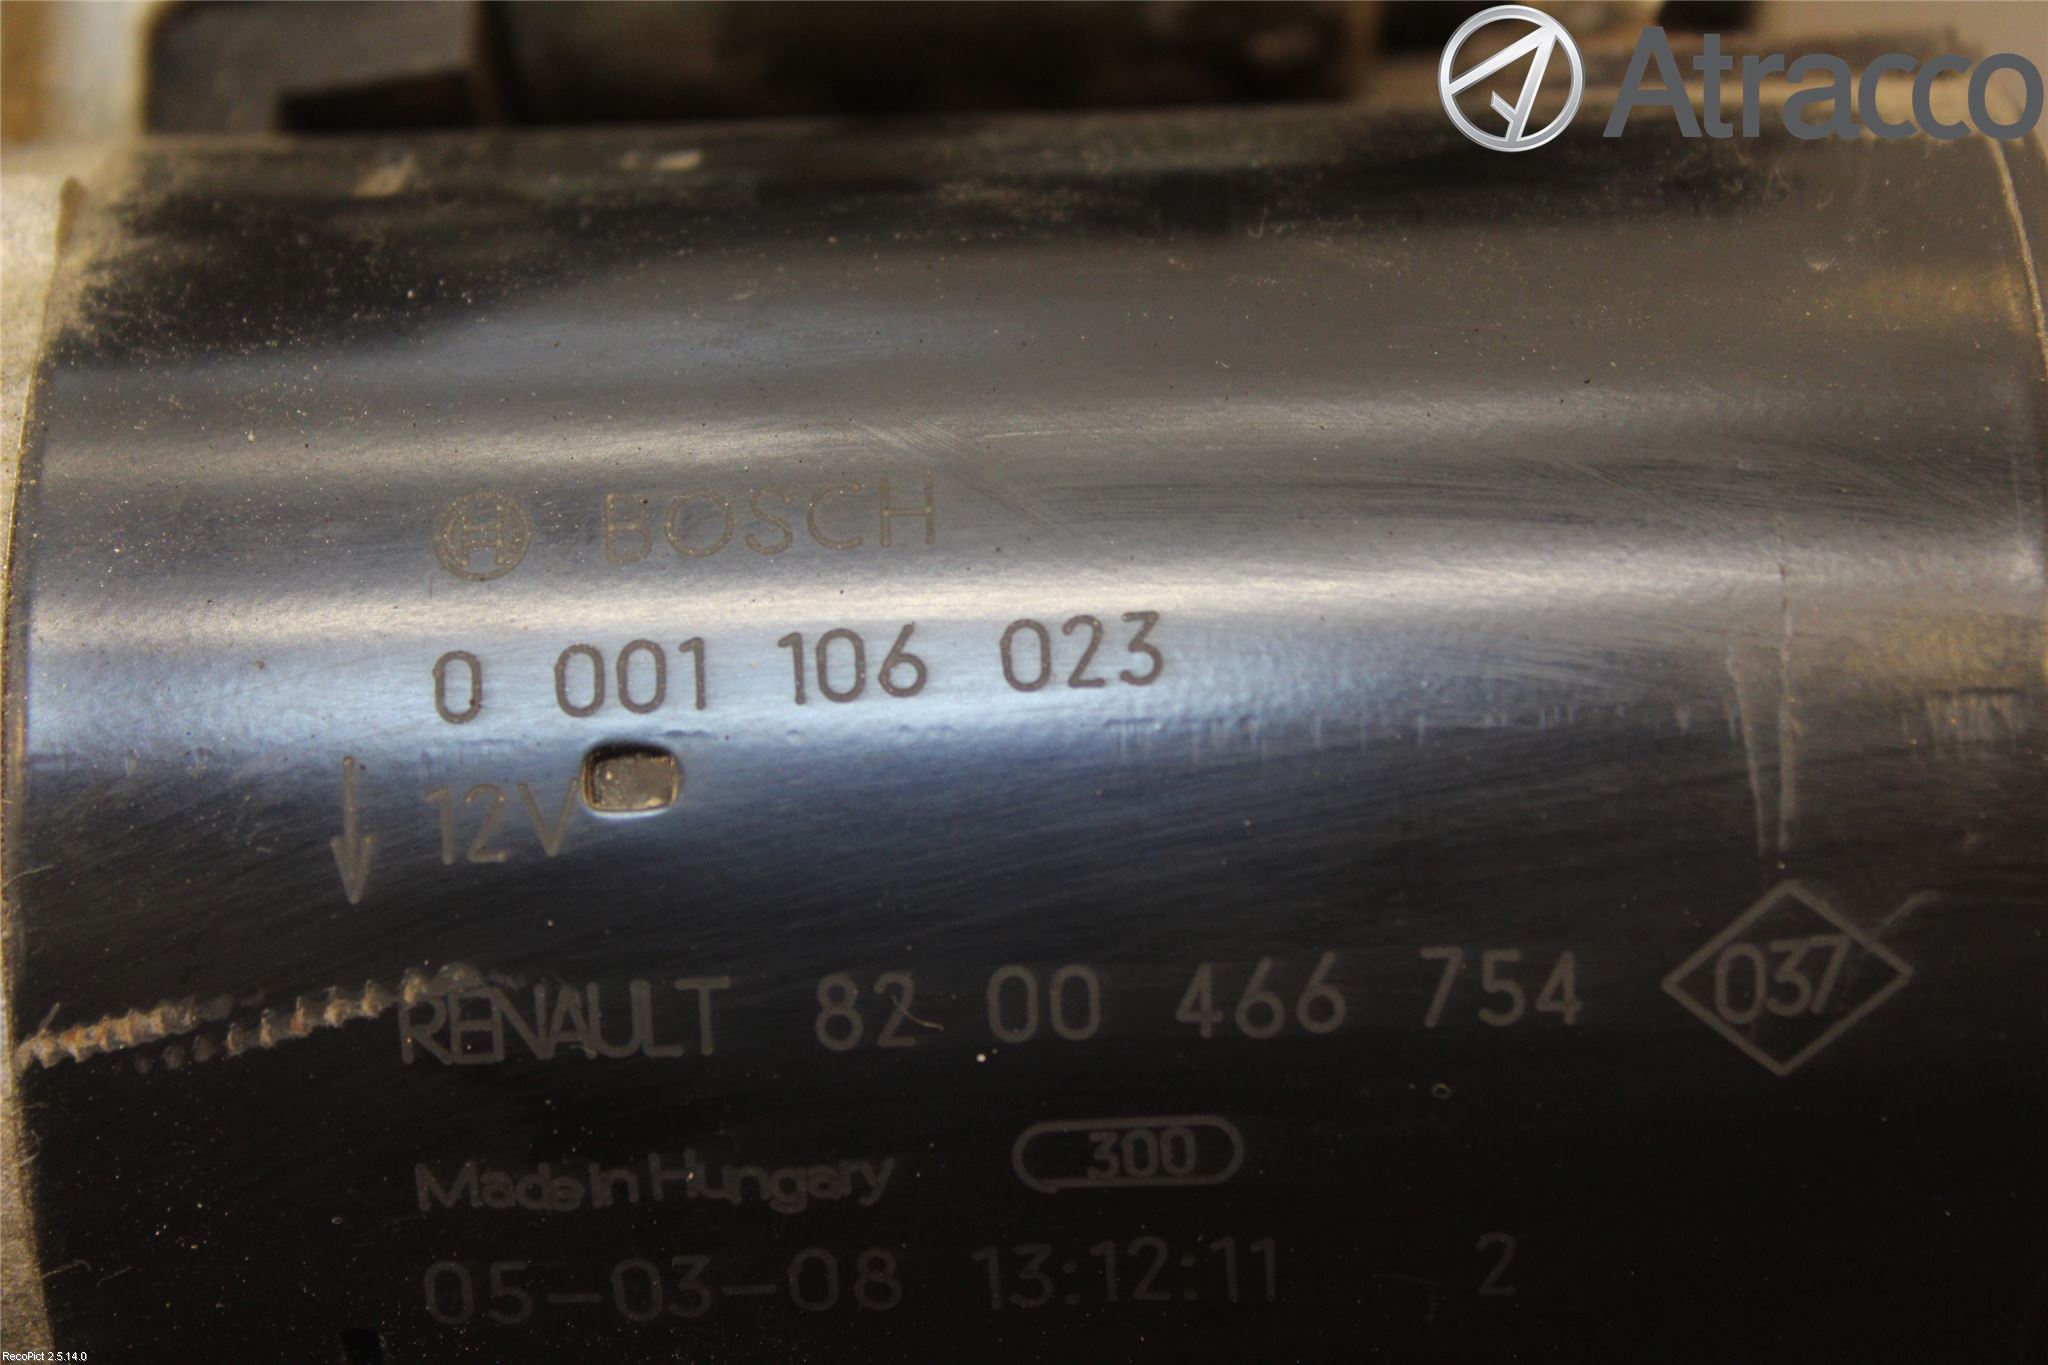 Atracco
BOSCH
0 001 106 023
12V
RENAULT 82 00 466 754 037
Made in Hungary 300
05-03-08 13:12:11 2
RecoPict 2.5.14.0